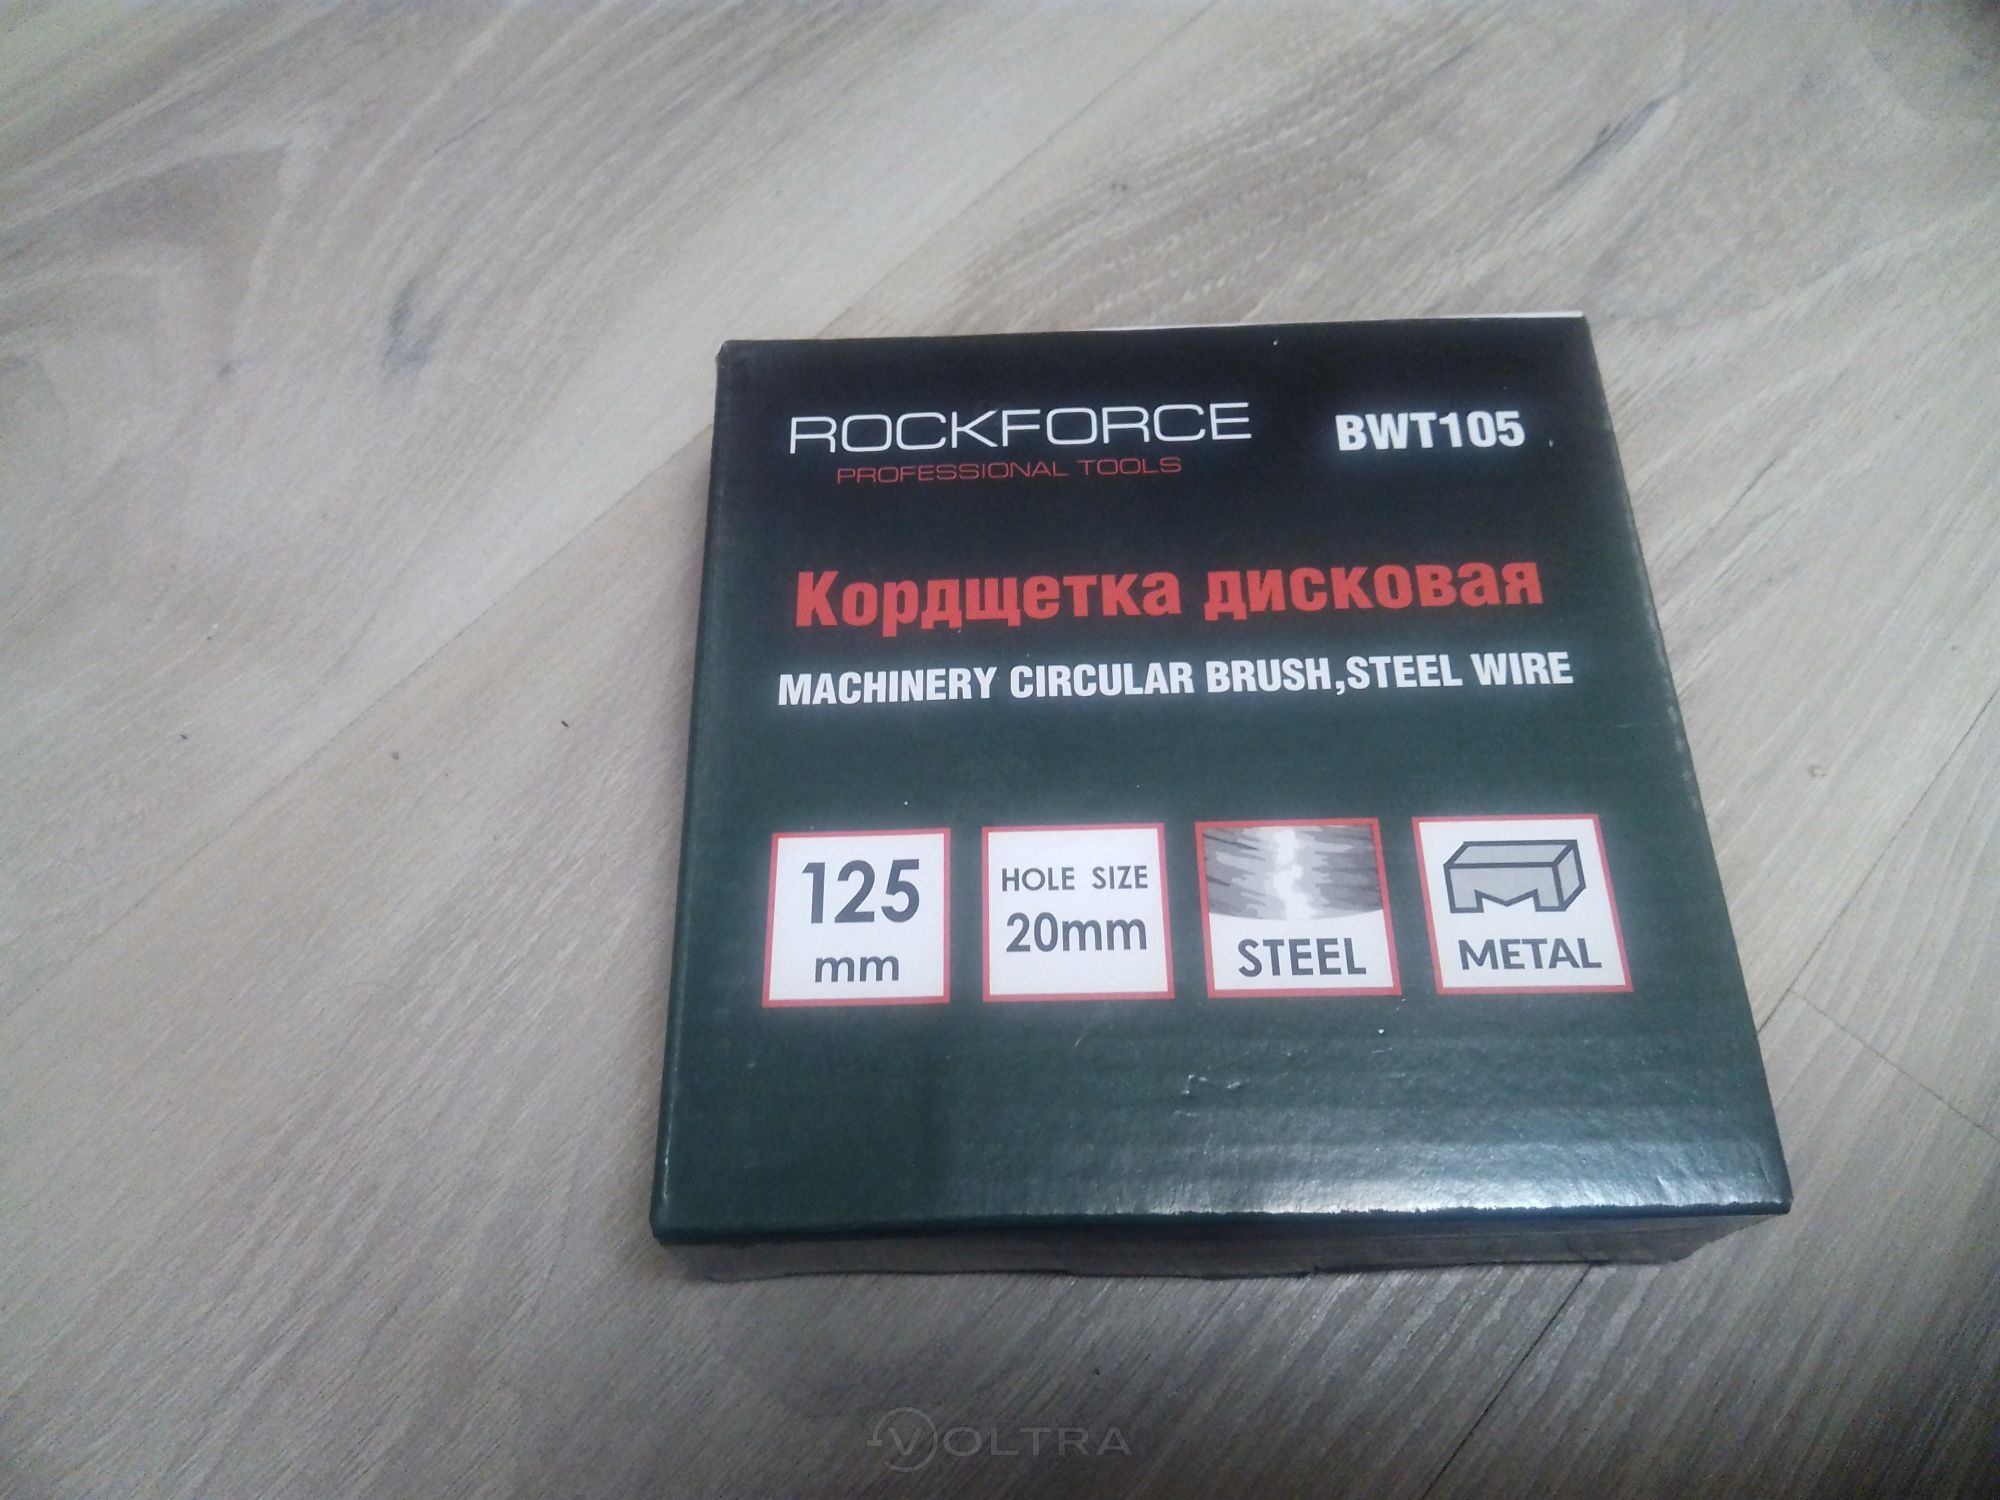 ROCKFORCE
BWT105
PROFESSIONAL TOOLS
Кордщетка дисковая
MACHINERY CIRCULAR BRUSH,STEEL WIRE
125
mm
HOLE SIZE
20mm
STEEL
METAL
VOLTRA